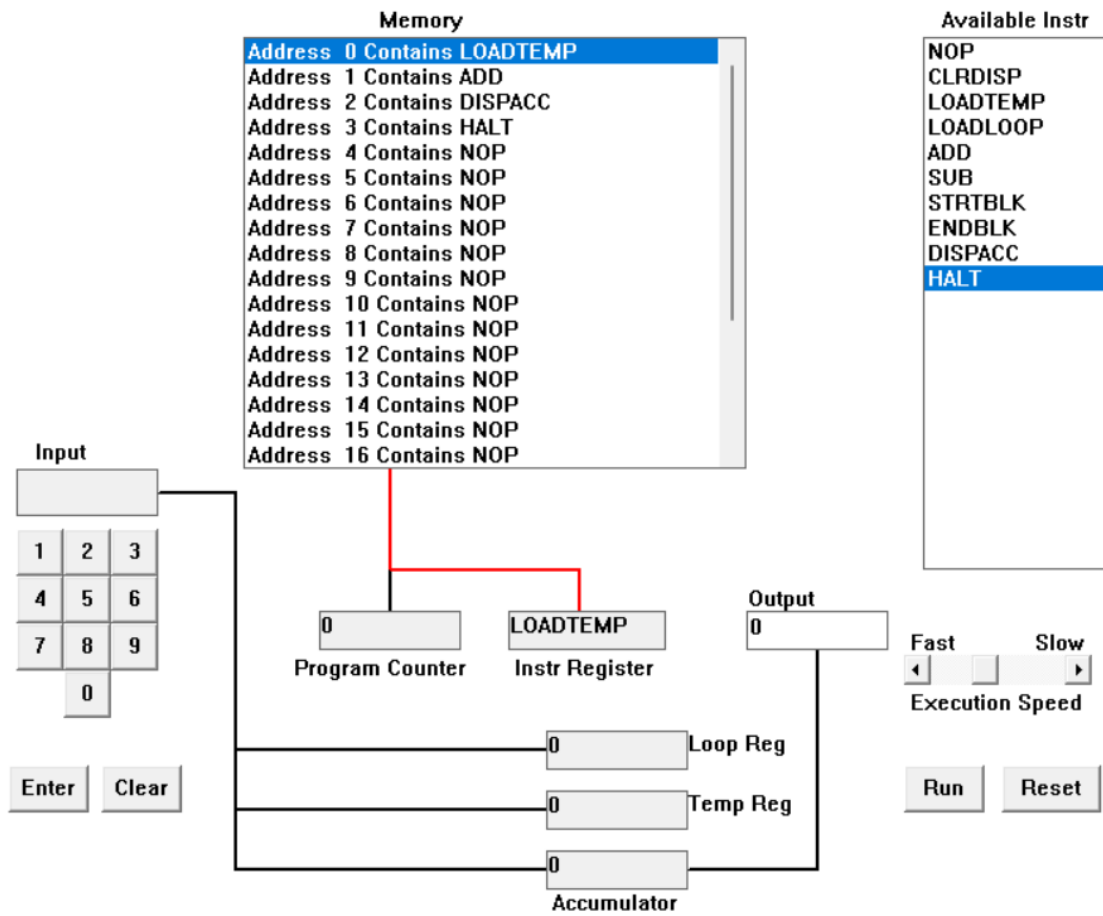 Memory
Address 0 Contains LOADTEMP
Address 1 Contains ADD
Address 2 Contains DISPACC
Address 3 Contains HALT
Address 4 Contains NOP
Address 5 Contains NOP
Address 6 Contains NOP
Address 7 Contains NOP
Address 8 Contains NOP
Address 9 Contains NOP
Address 10 Contains NOP
Address 11 Contains NOP
Address 12 Contains NOP
Address 13 Contains NOP
Address 14 Contains NOP
Address 15 Contains NOP
Address 16 Contains NOP
Available Instr
NOP
CLRDISP
LOADTEMP
LOADLOOP
ADD
SUB
STRTBLK
ENDBLK
DISPACC
HALT
Input
1 2 3
4 5 6
7 8 9
0
Enter Clear
0
Program Counter
LOADTEMP
Instr Register
Output
0
Fast Slow
Execution Speed
Run Reset
0 Loop Reg
0 Temp Reg
0
Accumulator